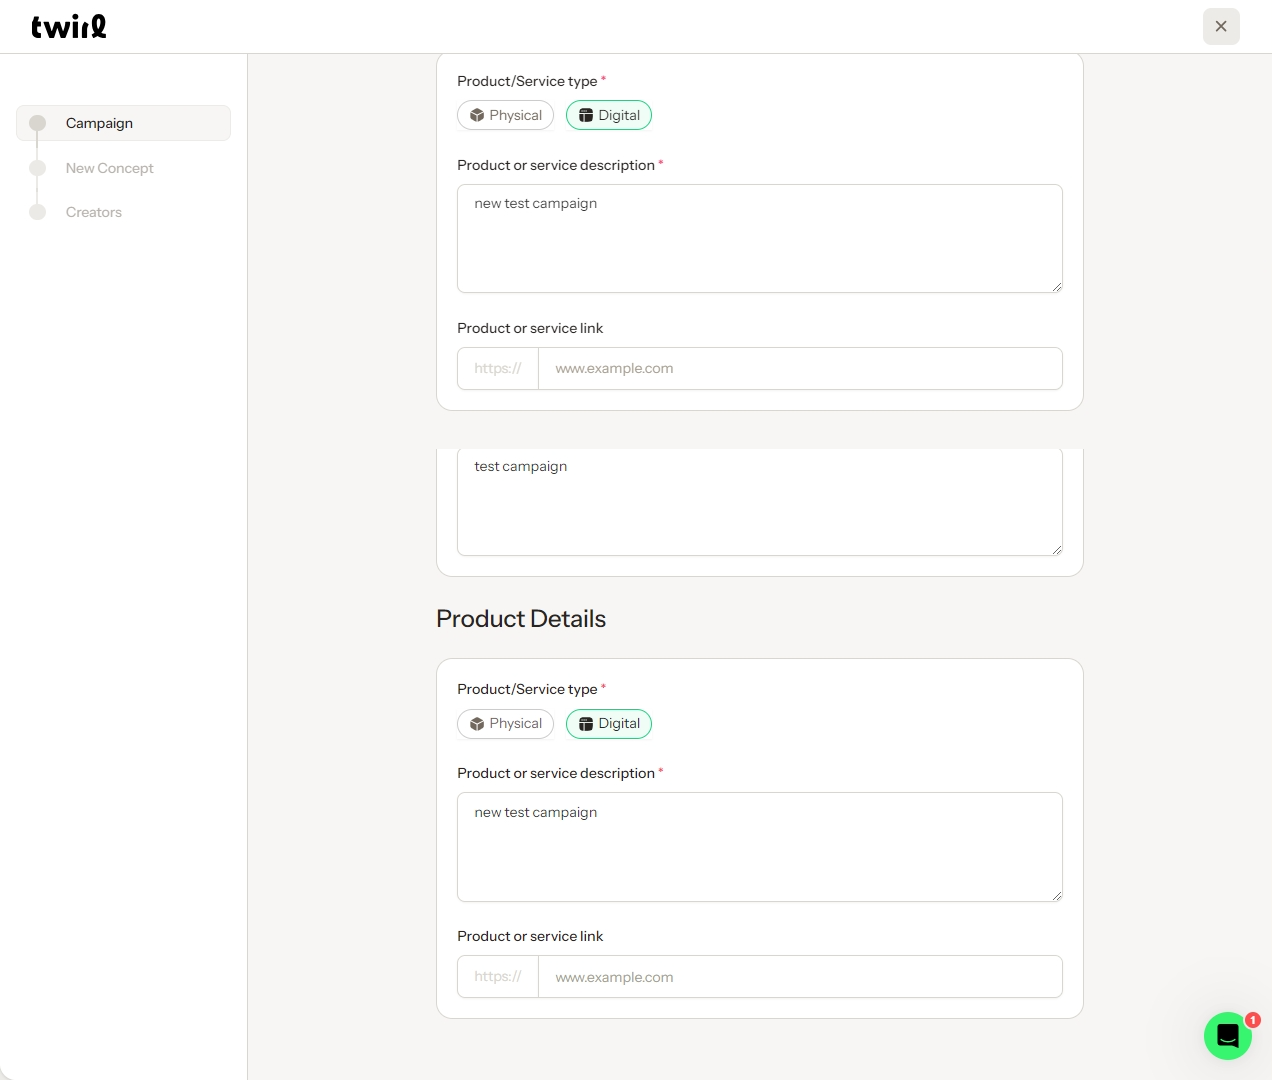 twirl
Campaign
New Concept
Creators
Product/Service type *
Physical
Digital
Product or service description *
new test campaign
Product or service link
https://
www.example.com
test campaign
Product Details
Product/Service type *
Physical
Digital
Product or service description *
new test campaign
Product or service link
https://
www.example.com
1